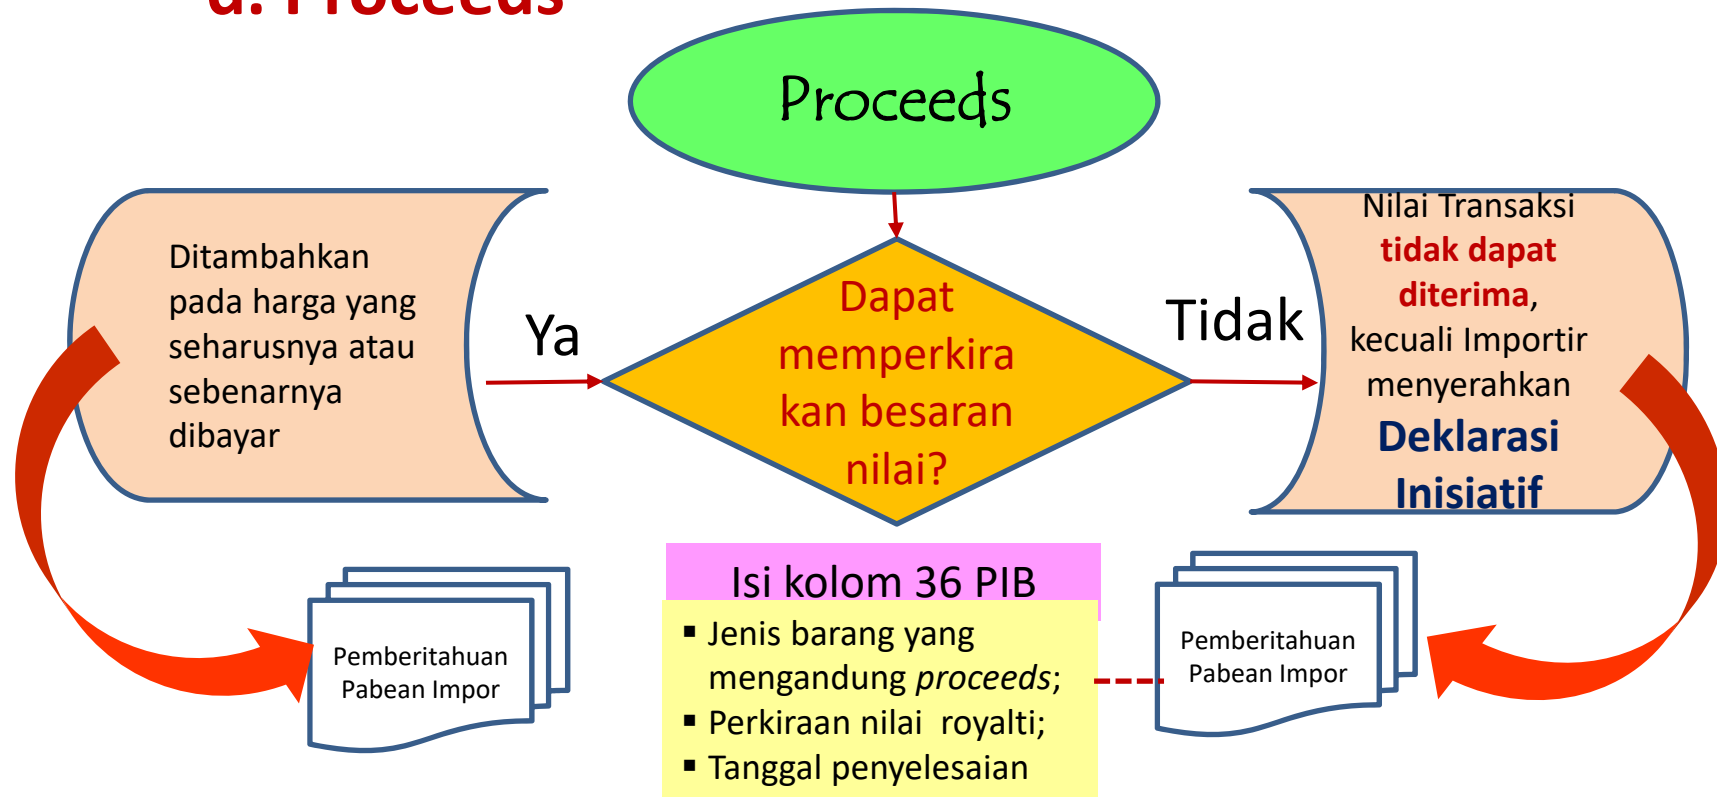 d. Proceeds
Proceeds
Ditambahkan
pada harga yang
seharusnya atau
sebenarnya
dibayar
Ya
Dapat
memperkira
kan besaran
nilai?
Tidak
Nilai Transaksi
tidak dapat
diterima,
kecuali Importir
menyerahkan
Deklarasi
Inisiatif
Pemberitahuan
Pabean Impor
Isi kolom 36 PIB
▪ Jenis barang yang
mengandung proceeds;
▪ Perkiraan nilai royalti;
▪ Tanggal penyelesaian
Pemberitahuan
Pabean Impor